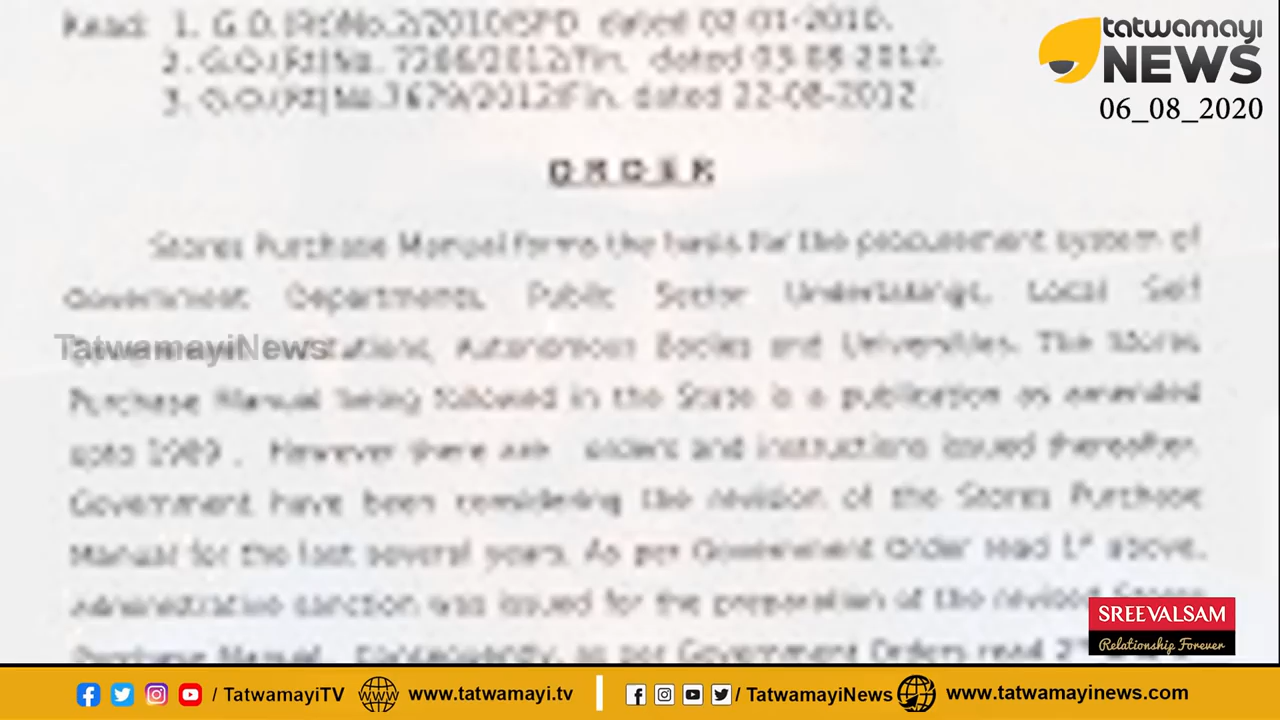 Read: 1. G.O.(Rt)No.2/2010/SPD dated 02-01-2010.
2. G.O.(Rt)No. 7286/2012/Fin. dated 03-08-2012.
3. G.O.(Rt)No.7679/2012/Fin. dated 22-08-2012
tatwamayi
NEWS
06_08_2020
O R D E R
Stores Purchase Manual forms the basis for the procurement system of
Government Departments, Public Sector Undertakings, Local Self
TatwamayiNews Autonomous Bodies and Universities. The Stores
Purchase Manual being followed in the State is a publication as amended
upto 1989 . However there are orders and instructions issued thereafter.
Government have been considering the revision of the Stores Purchase
Manual for the last several years. As per Government Order read 1st above,
administrative sanction was issued for the preparation of the revised Stores
Purchase Manual. Consequently, as per Government Orders read
SREEVALSAM
Relationship Forever
/ TatwamayiTV www.tatwamayi.tv / TatwamayiNews www.tatwamayinews.com